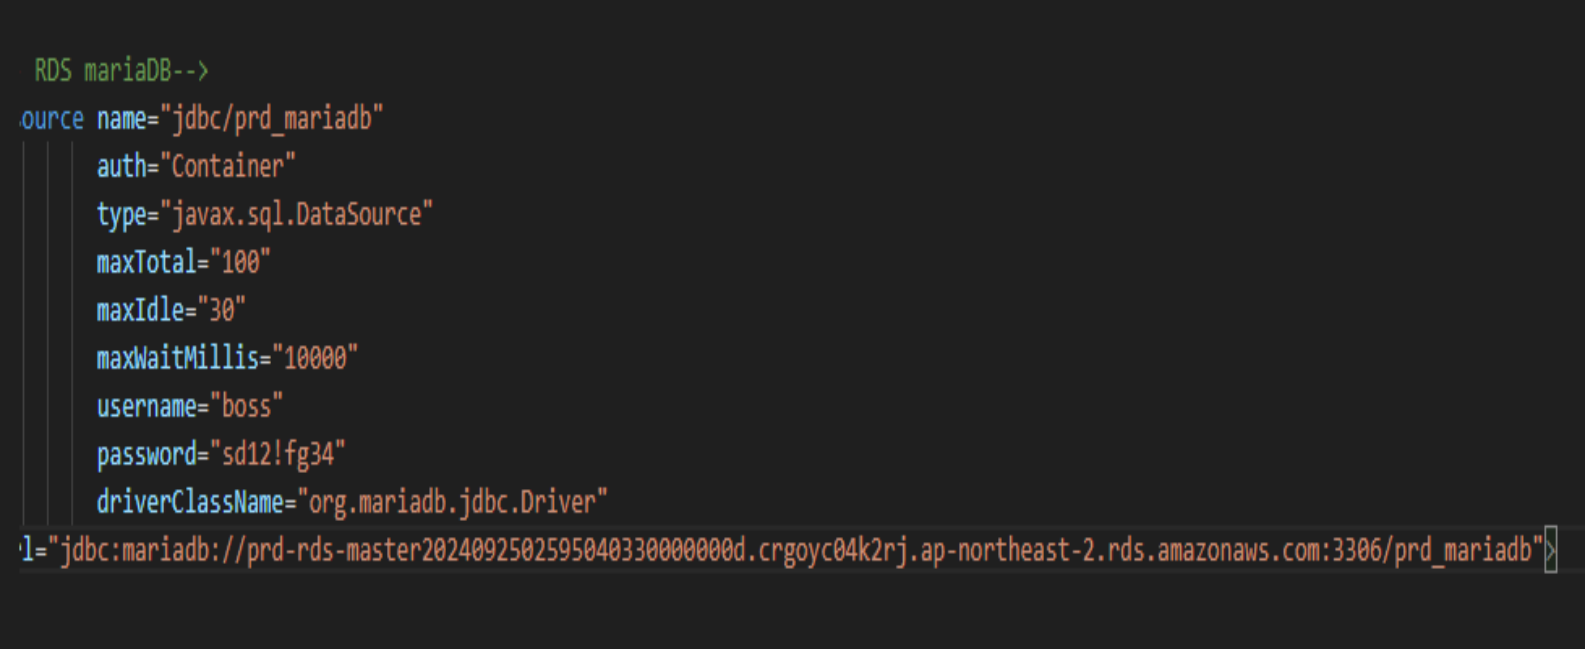 RDS mariaDB-->
ource name="jdbc/prd_mariadb"
auth="Container"
type="javax.sql.DataSource"
maxTotal="100"
maxIdle="30"
maxWaitMillis="10000"
username="boss"
password="sd12!fg34"
driverClassName="org.mariadb.jdbc.Driver"
l="jdbc:mariadb://prd-rds-master20240925025950403300000000d.crgoyc04k2rj.ap-northeast-2.rds.amazonaws.com:3306/prd_mariadb">